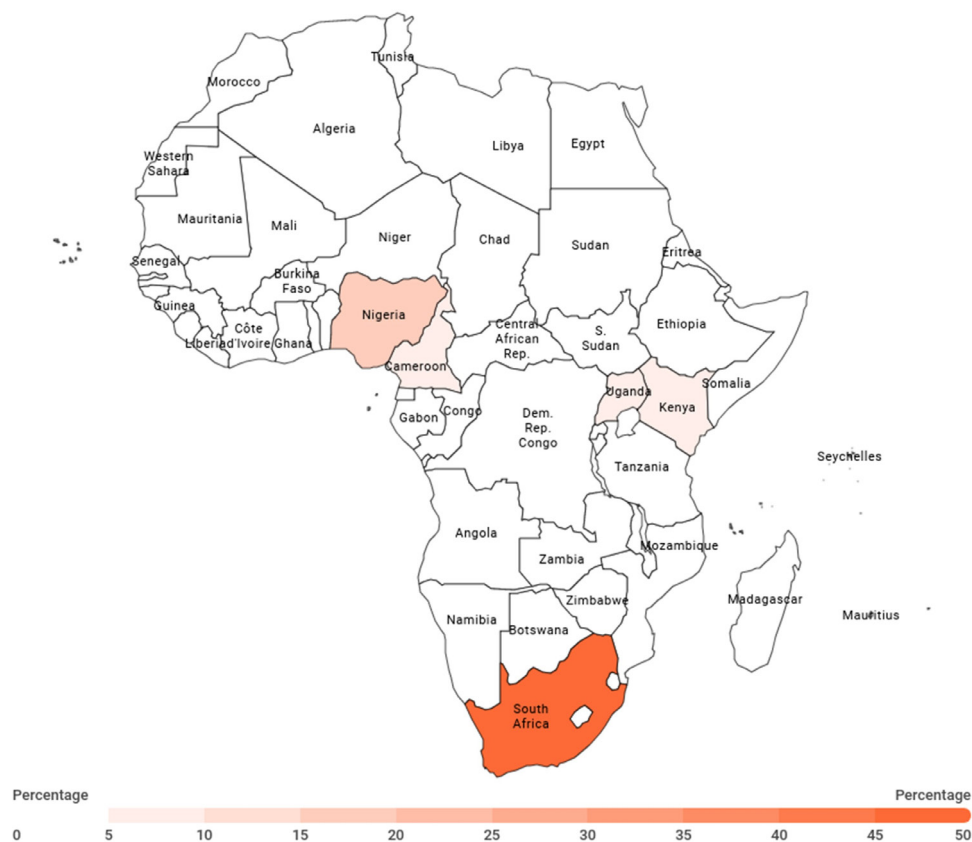 Tunisia
Morocco
Algeria
Libya
Egypt
Western
Sahara
Mauritania
Mali
Niger
Chad
Sudan
Eritrea
Senegal
Burkina
Faso
Guinea
Nigeria
Côte
d'Ivoire
Liberia
Ghana
Central
African
Rep.
S.
Sudan
Ethiopia
Cameroon
Uganda
Somalia
Kenya
Gabon
Congo
Dem.
Rep.
Congo
Tanzania
Seychelles
Angola
Mozambique
Zambia
Zimbabwe
Madagascar
Mauritius
Namibia
Botswana
South
Africa
Percentage Percentage
0 5 10 15 20 25 30 35 40 45 50